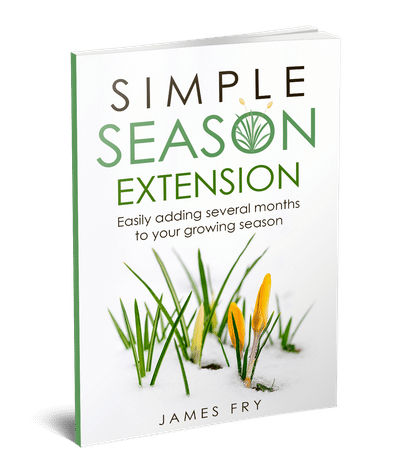 SIMPLE
SEASON
EXTENSION
Easily adding several months
to your growing season
JAMES FRY